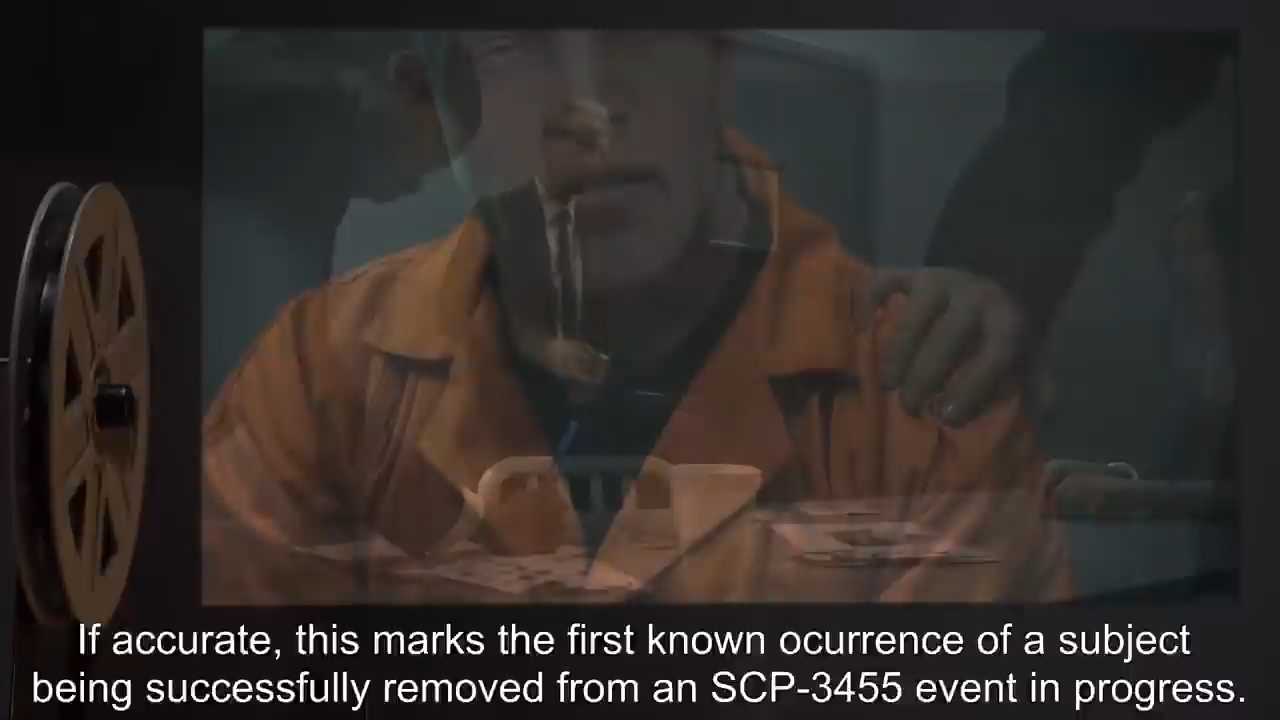 If accurate, this marks the first known ocurrence of a subject
being successfully removed from an SCP-3455 event in progress.